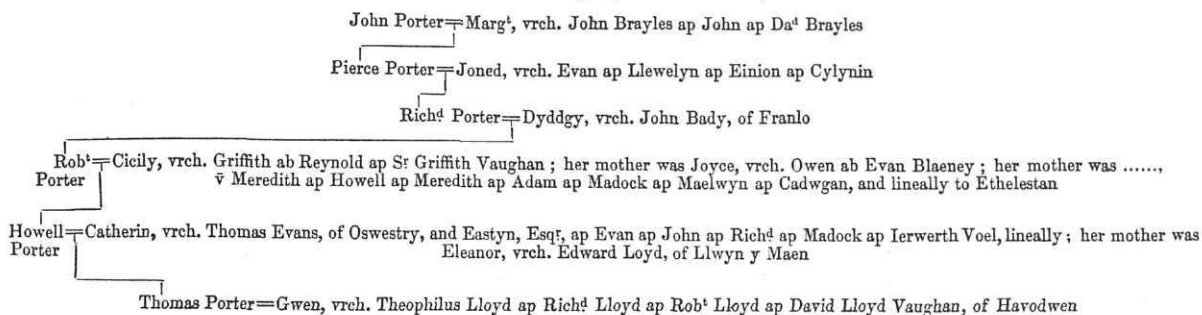 John Porter=Margᵗ, vrch. John Brayles ap John ap Daᵈ Brayles
Pierce Porter=Joned, vrch. Evan ap Llewelyn ap Einion ap Cylynin
Richᵈ Porter=Dyddgy, vrch. John Bady, of Franlo
Robᵗ=Cicily, vrch. Griffith ab Reynold ap Sʳ Griffith Vaughan ; her mother was Joyce, vrch. Owen ab Evan Blaeney ; her mother was ......,
Porter v̄ Meredith ap Howell ap Meredith ap Adam ap Madock ap Maelwyn ap Cadwgan, and lineally to Ethelestan
Howell=Catherin, vrch. Thomas Evans, of Oswestry, and Eastyn, Esqʳ, ap Evan ap John ap Richᵈ ap Madock ap Ierwerth Voel, lineally ; her mother was
Porter Eleanor, vrch. Edward Loyd, of Llwyn y Maen
Thomas Porter=Gwen, vrch. Theophilus Lloyd ap Richᵈ Lloyd ap Robᵗ Lloyd ap David Lloyd Vaughan, of Havodwen